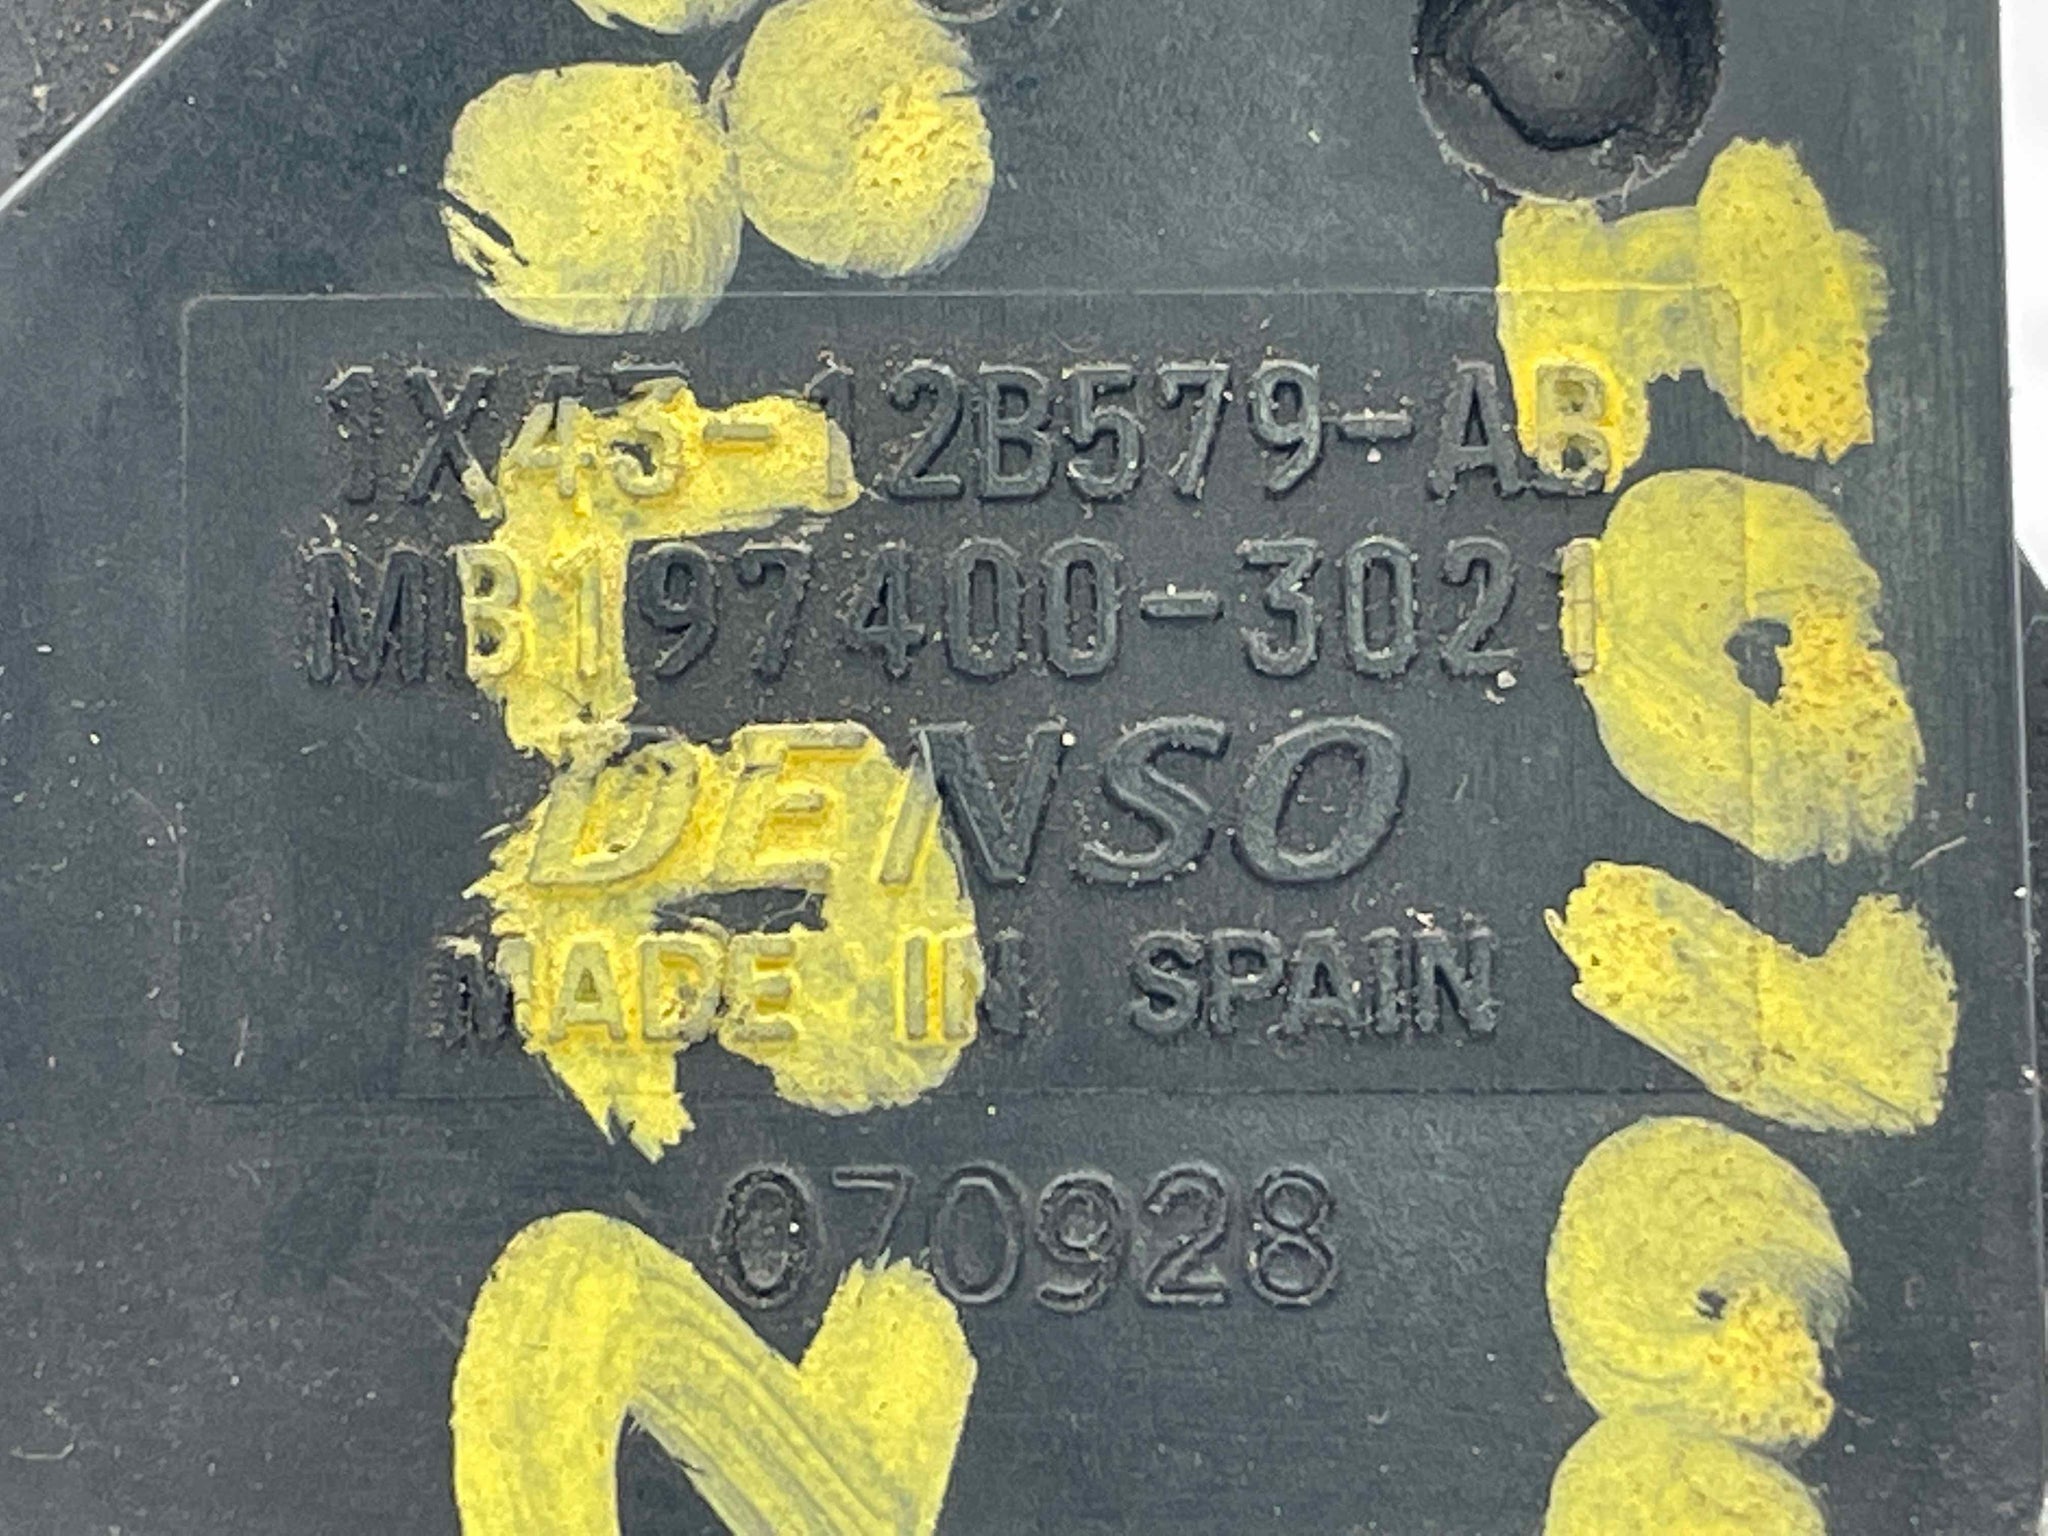 1X43-12B579-AB
MB197400-3021
DENSO
MADE IN SPAIN
070928